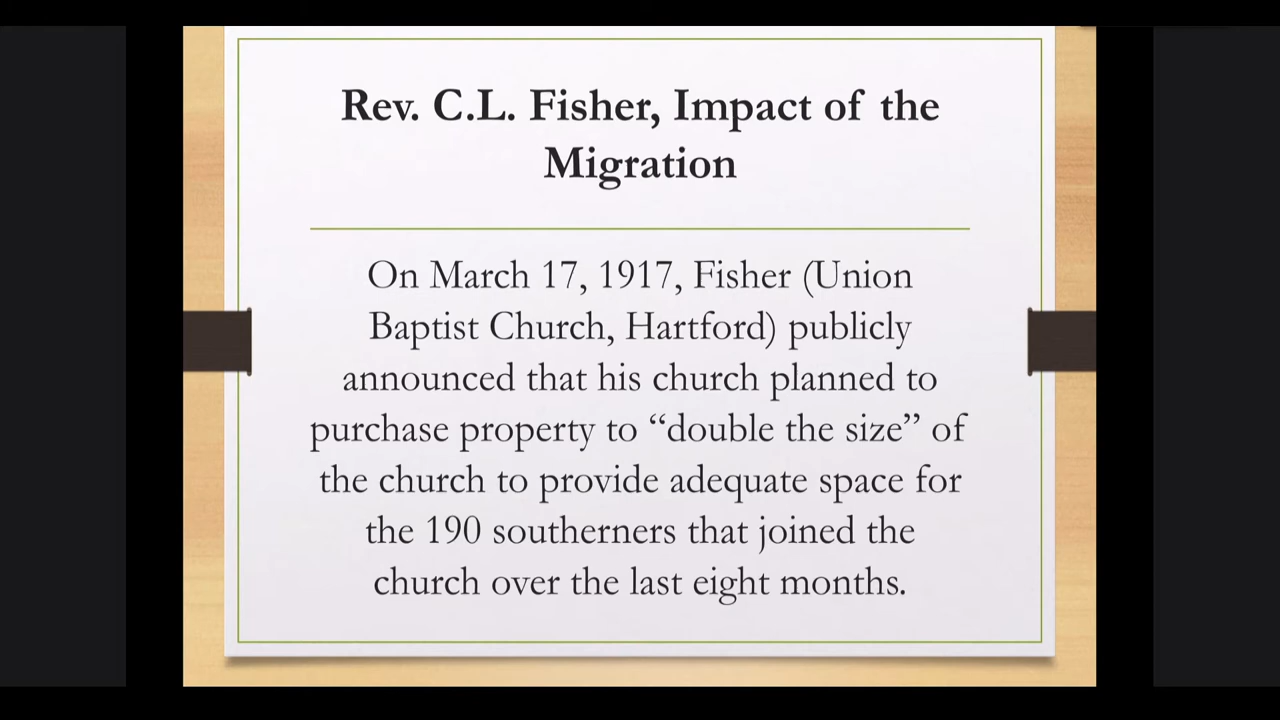 Rev. C.L. Fisher, Impact of the
Migration
On March 17, 1917, Fisher (Union
Baptist Church, Hartford) publicly
announced that his church planned to
purchase property to “double the size” of
the church to provide adequate space for
the 190 southerners that joined the
church over the last eight months.